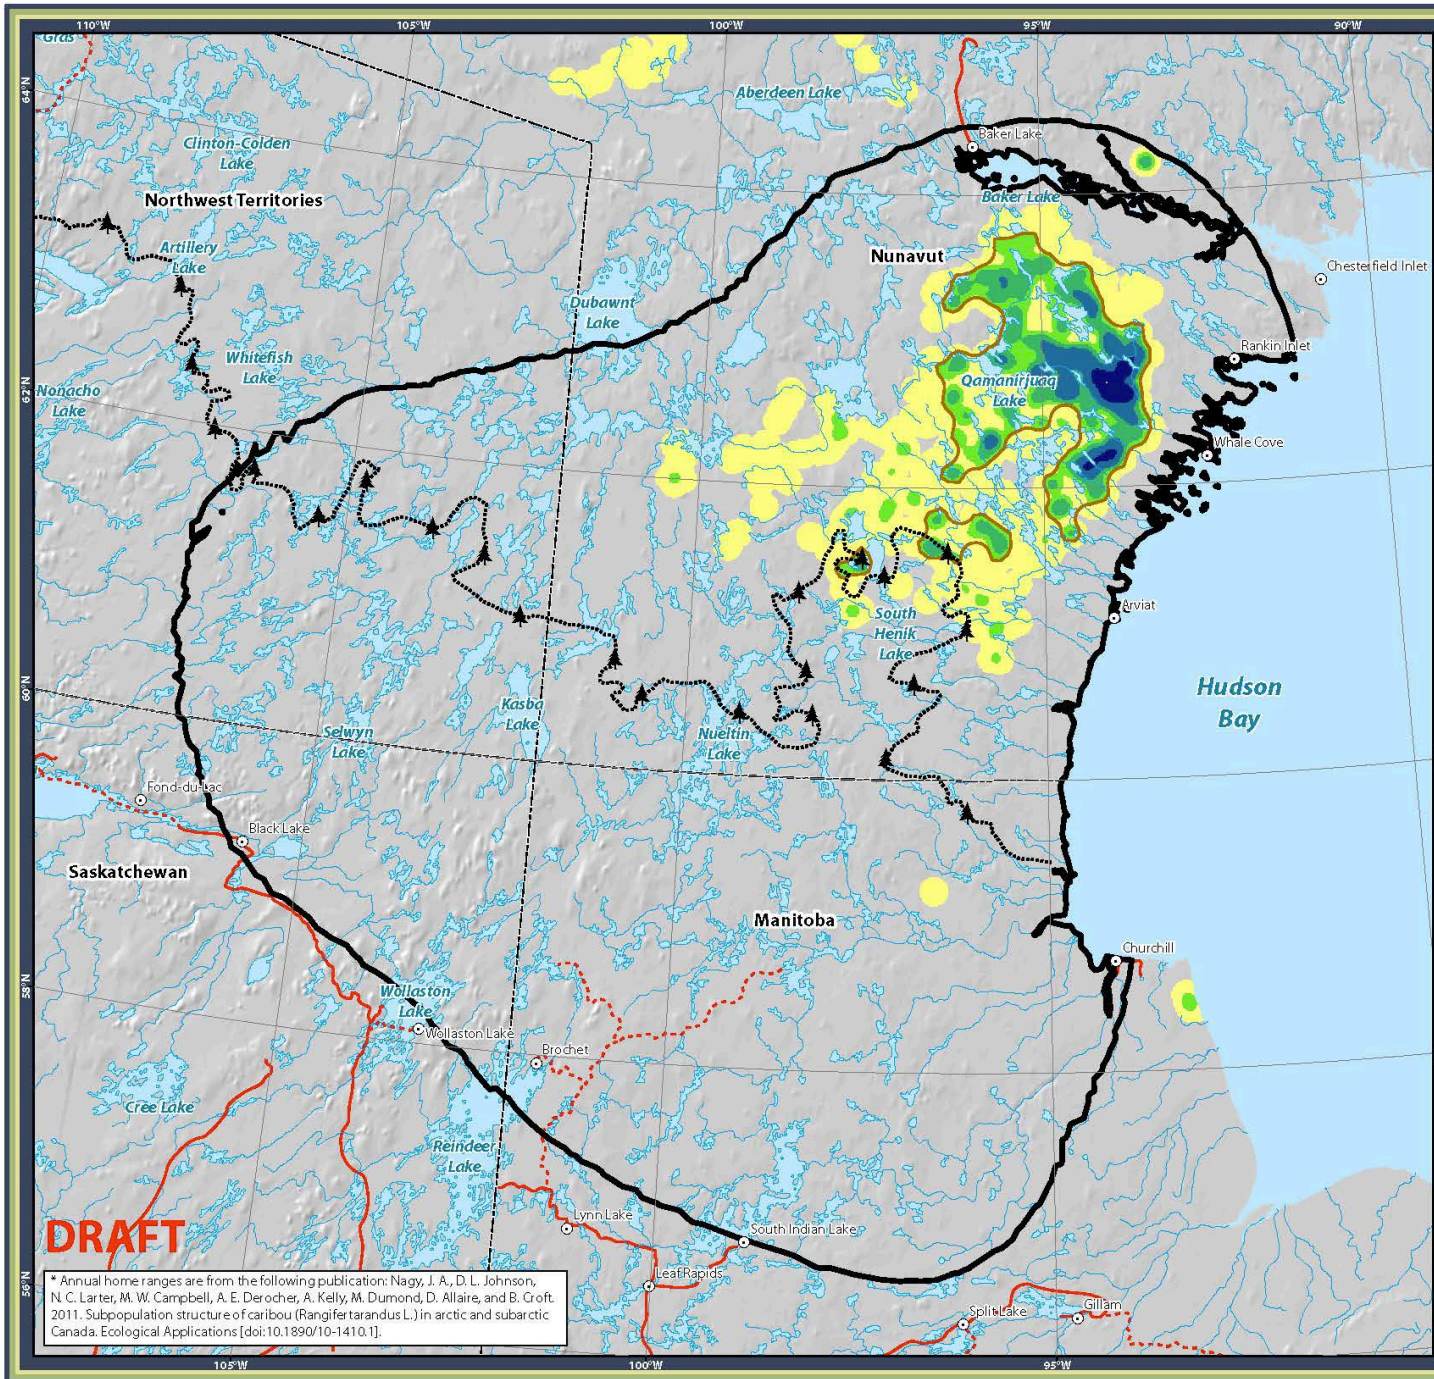 110°W
105°W
100°W
95°W
90°W
Gras
64°N
Aberdeen Lake
Clinton-Colden
Lake
Baker Lake
Northwest Territories
Baker Lake
Artillery
Lake
Nunavut
Chesterfield Inlet
Dubawnt
Lake
Whitefish
Lake
Rankin Inlet
62°N
Nonacho
Lake
Qamanirjuaq
Lake
Whale Cove
Arviat
South
Henik
Lake
60°N
Hudson
Bay
Kasba
Lake
Selwyn
Lake
Nueltin
Lake
Fond-du-Lac
Black Lake
Saskatchewan
Manitoba
Churchill
58°N
Wollaston
Lake
Wollaston Lake
Brochet
Cree Lake
Reindeer
Lake
Lynn Lake
South Indian Lake
DRAFT
Leaf Rapids
56°N
Split Lake
Gillam
* Annual home ranges are from the following publication: Nagy, J. A., D. L. Johnson,
N. C. Larter, M. W. Campbell, A. E. Derocher, A. Kelly, M. Dumond, D. Allaire, and B. Croft.
2011. Subpopulation structure of caribou (Rangifer tarandus L.) in arctic and subarctic
Canada. Ecological Applications [doi:10.1890/10-1410.1].
105°W
100°W
95°W